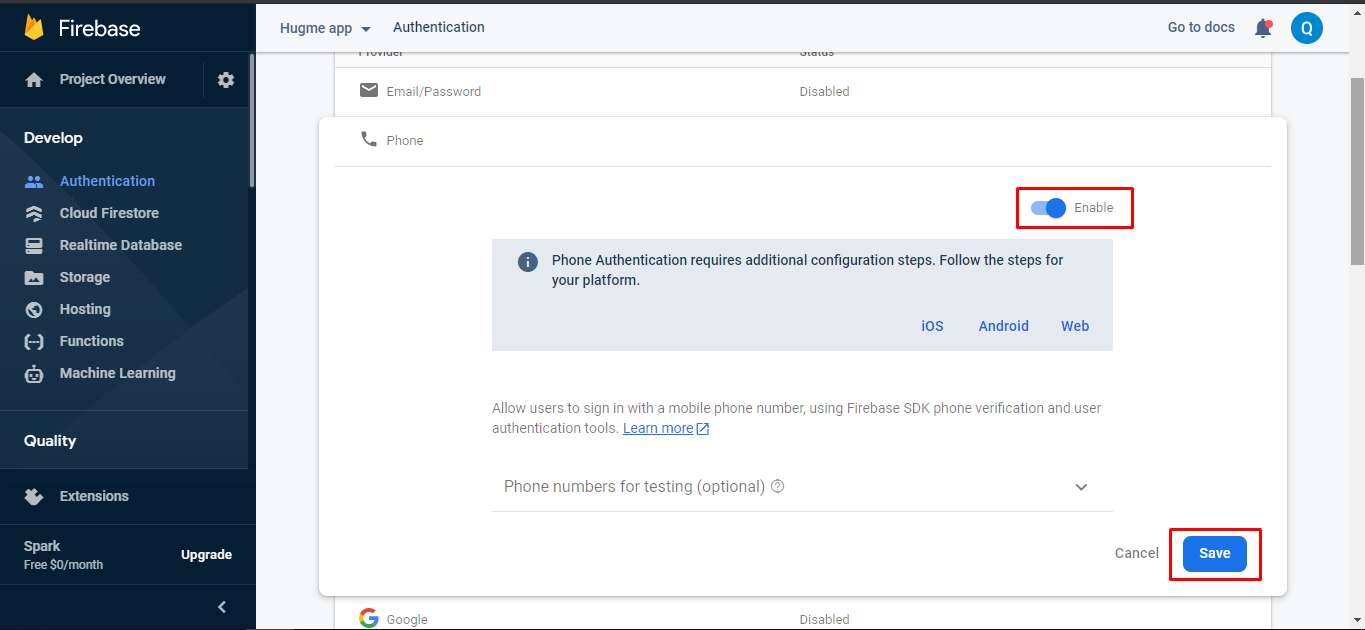 Firebase
Hugme app
Authentication
Go to docs
Q
Project Overview
Provider
Status
Email/Password
Disabled
Develop
Phone
Authentication
Cloud Firestore
Enable
Realtime Database
Phone Authentication requires additional configuration steps. Follow the steps for
your platform.
Storage
Hosting
iOS
Android
Web
Functions
Machine Learning
Allow users to sign in with a mobile phone number, using Firebase SDK phone verification and user
authentication tools. Learn more
Quality
Phone numbers for testing (optional)
Extensions
Spark
Free $0/month
Upgrade
Cancel
Save
Google
Disabled